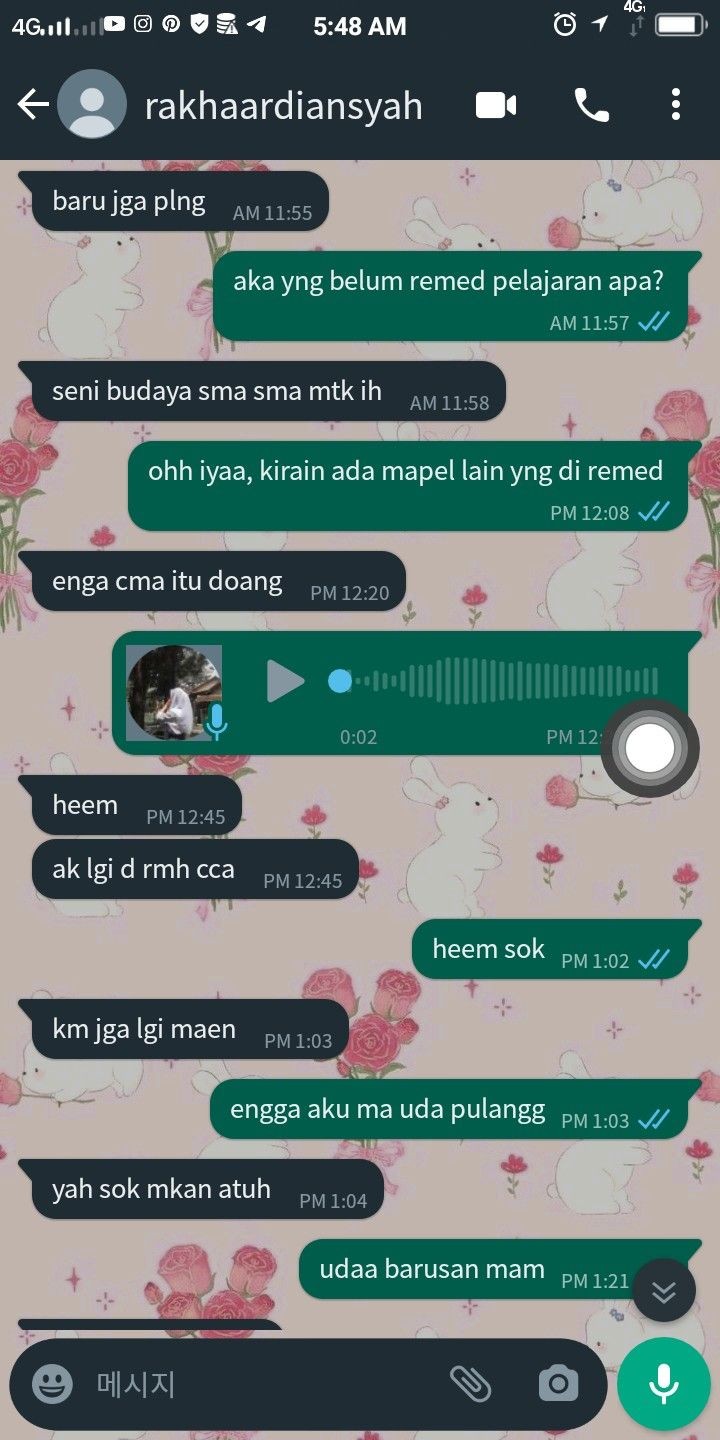 4G
5:48 AM
4G
rakhaardiansyah
baru jga plng AM 11:55
aka yng belum remed pelajaran apa?
AM 11:57
seni budaya sma sma mtk ih AM 11:58
ohh iyaa, kirain ada mapel lain yng di remed
PM 12:08
enga cma itu doang PM 12:20
0:02 PM 12:
heem PM 12:45
ak lgi d rmh cca PM 12:45
heem sok PM 1:02
km jga lgi maen PM 1:03
engga aku ma uda pulangg PM 1:03
yah sok mkan atuh PM 1:04
udaa barusan mam PM 1:21
메시지